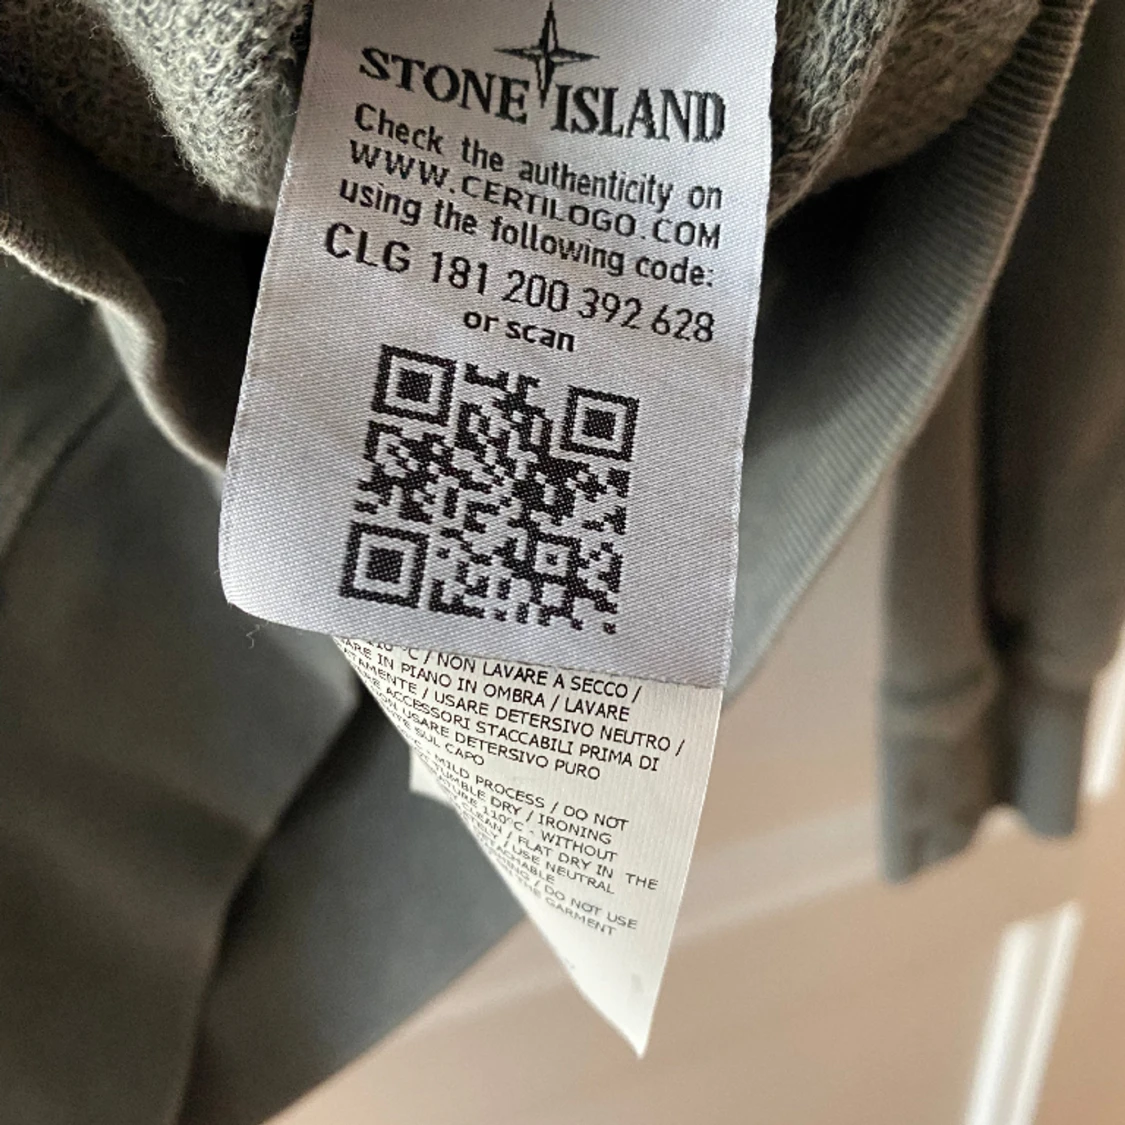 STONE ISLAND
Check the authenticity on
WWW.CERTILOGO.COM
using the following code:
CLG 181 200 392 628
or scan
°C / NON LAVARE A SECCO /
IN PIANO IN OMBRA / LAVARE
/ USARE DETERSIVO NEUTRO /
ACCESSORI STACCABILI PRIMA DI
USARE DETERSIVO PURO
SUL CAPO
- MILD PROCESS / DO NOT
TUMBLE DRY / IRONING
110°C - WITHOUT
CLEAN / FLAT DRY IN THE
/ USE NEUTRAL
/ DO NOT USE
THE GARMENT